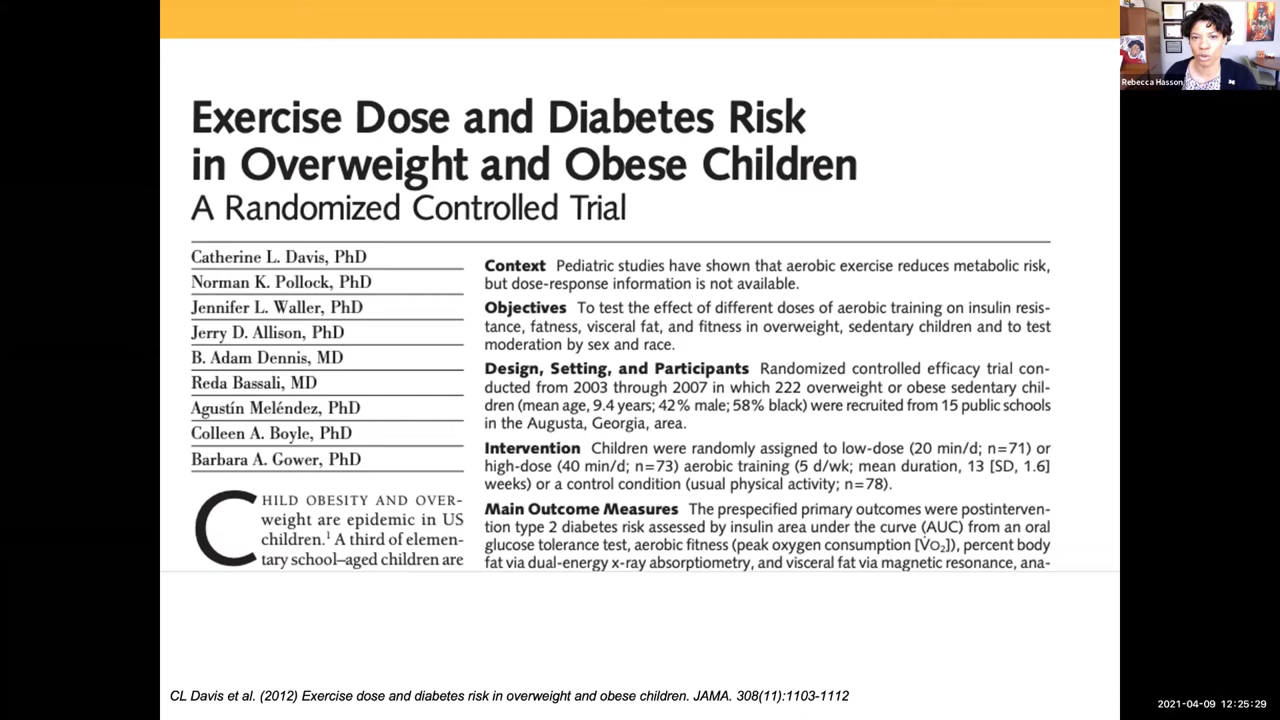 Exercise Dose and Diabetes Risk
in Overweight and Obese Children
A Randomized Controlled Trial
Catherine L. Davis, PhD
Norman K. Pollock, PhD
Jennifer L. Waller, PhD
Jerry D. Allison, PhD
B. Adam Dennis, MD
Reda Bassali, MD
Agustín Meléndez, PhD
Colleen A. Boyle, PhD
Barbara A. Gower, PhD
CHILD OBESITY AND OVER-
weight are epidemic in US
children.1 A third of elemen-
tary school–aged children are
Context Pediatric studies have shown that aerobic exercise reduces metabolic risk,
but dose-response information is not available.
Objectives To test the effect of different doses of aerobic training on insulin resis-
tance, fatness, visceral fat, and fitness in overweight, sedentary children and to test
moderation by sex and race.
Design, Setting, and Participants Randomized controlled efficacy trial con-
ducted from 2003 through 2007 in which 222 overweight or obese sedentary chil-
dren (mean age, 9.4 years; 42% male; 58% black) were recruited from 15 public schools
in the Augusta, Georgia, area.
Intervention Children were randomly assigned to low-dose (20 min/d; n=71) or
high-dose (40 min/d; n=73) aerobic training (5 d/wk; mean duration, 13 [SD, 1.6]
weeks) or a control condition (usual physical activity; n=78).
Main Outcome Measures The prespecified primary outcomes were postinterven-
tion type 2 diabetes risk assessed by insulin area under the curve (AUC) from an oral
glucose tolerance test, aerobic fitness (peak oxygen consumption [V̇O2]), percent body
fat via dual-energy x-ray absorptiometry, and visceral fat via magnetic resonance, ana-
CL Davis et al. (2012) Exercise dose and diabetes risk in overweight and obese children. JAMA. 308(11):1103-1112
Rebecca Hasson
2021-04-09 12:25:29